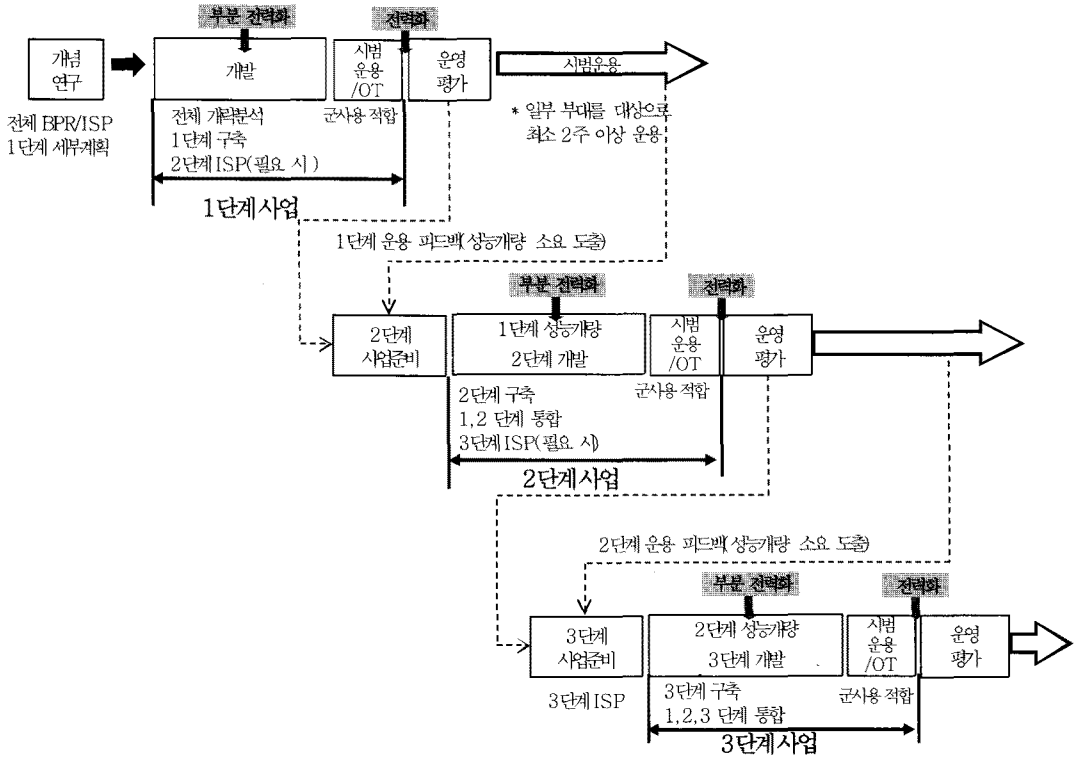 부분 전력화
전력화
개념
연구
개발
시범
운용
/OT
운영
평가
시범운용
전체 BPR/ISP
1단계 세부계획
전체 개략분석
1단계 구축
2단계 ISP(필요 시)
군사용 적합
* 일부 부대를 대상으로
최소 2주 이상 운용
1단계사업
1단계 운용 피드백(성능개량 소요 도출)
부분 전력화
전력화
2단계
사업준비
1단계 성능개량
2단계 개발
시범
운용
/OT
운영
평가
2단계 구축
1,2 단계 통합
3단계 ISP(필요 시)
군사용 적합
2단계사업
2단계 운용 피드백(성능개량 소요 도출)
부분 전력화
전력화
3단계
사업준비
2단계 성능개량
3단계 개발
시범
운용
/OT
운영
평가
3단계 ISP
3단계 구축
1,2,3 단계 통합
군사용 적합
3단계사업